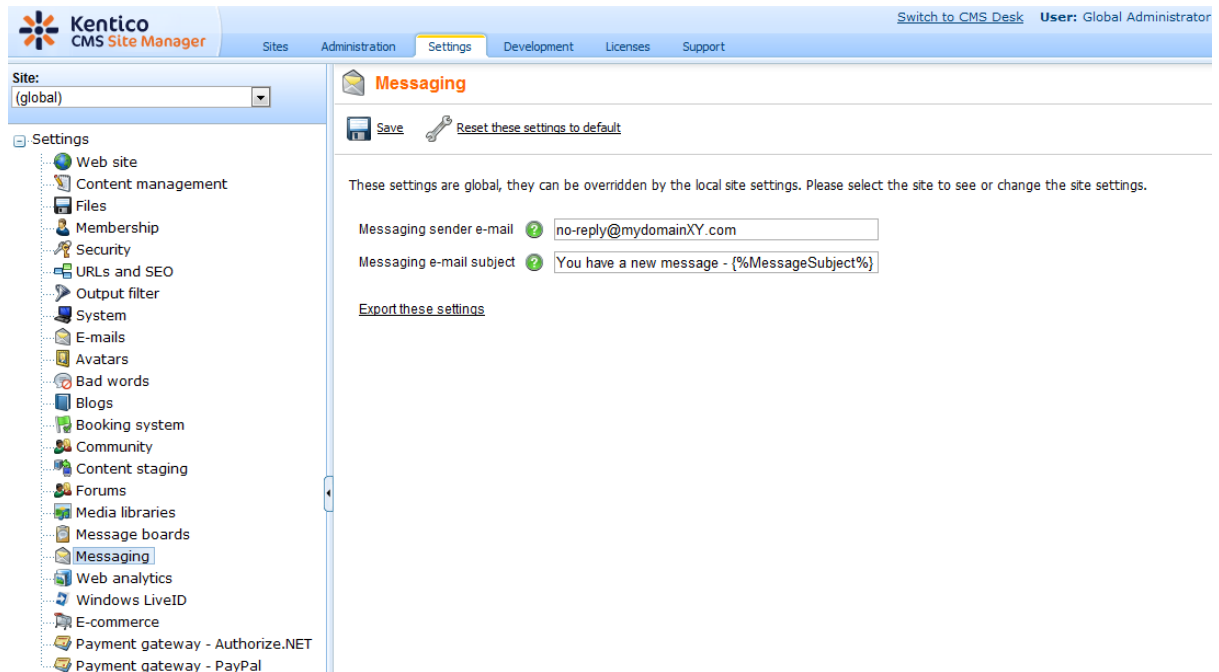 Switch to CMS Desk User: Global Administrator
Kentico
CMS Site Manager
Sites Administration Settings Development Licenses Support
Site:
(global)
Settings
Web site
Content management
Files
Membership
Security
URLs and SEO
Output filter
System
E-mails
Avatars
Bad words
Blogs
Booking system
Community
Content staging
Forums
Media libraries
Message boards
Messaging
Web analytics
Windows LiveID
E-commerce
Payment gateway - Authorize.NET
Payment gateway - PayPal
Messaging
Save Reset these settings to default
These settings are global, they can be overridden by the local site settings. Please select the site to see or change the site settings.
Messaging sender e-mail ? no-reply@mydomainXY.com
Messaging e-mail subject ? You have a new message - {%MessageSubject%}
Export these settings